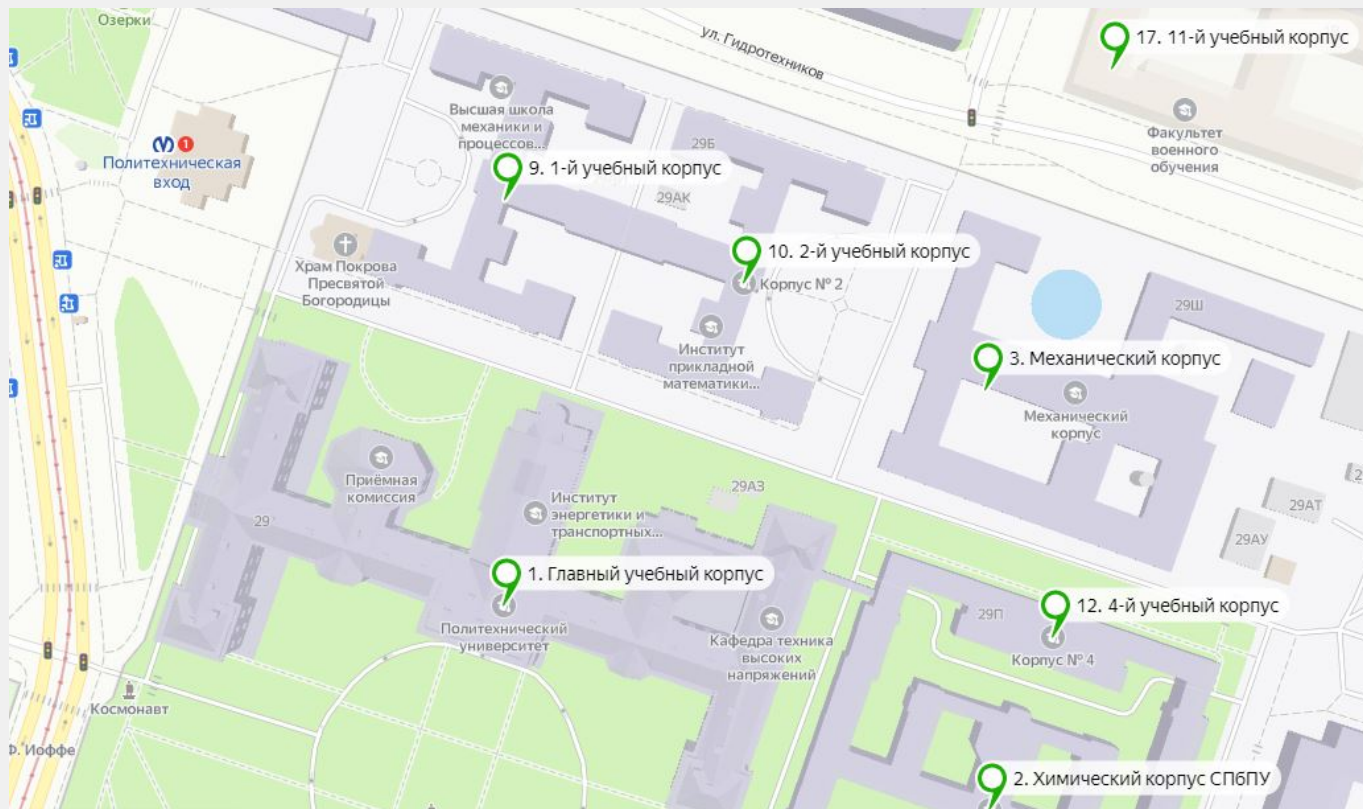 Озерки
17. 11-й учебный корпус
ул. Гидротехников
Высшая школа
механики и
процессов...
29Б
Факультет
военного
обучения
1
Политехническая
вход
9. 1-й учебный корпус
29АК
Храм Покрова
Пресвятой
Богородицы
10. 2-й учебный корпус
Корпус № 2
29Ш
Институт
прикладной
математики...
3. Механический корпус
Механический
корпус
Приёмная
комиссия
29АЗ
Институт
энергетики и
транспортных...
29
29АТ
29АУ
1. Главный учебный корпус
Политехнический
университет
Кафедра техника
высоких
напряжений
29П
12. 4-й учебный корпус
Корпус № 4
Космонавт
Ф. Иоффе
2. Химический корпус СПбПУ